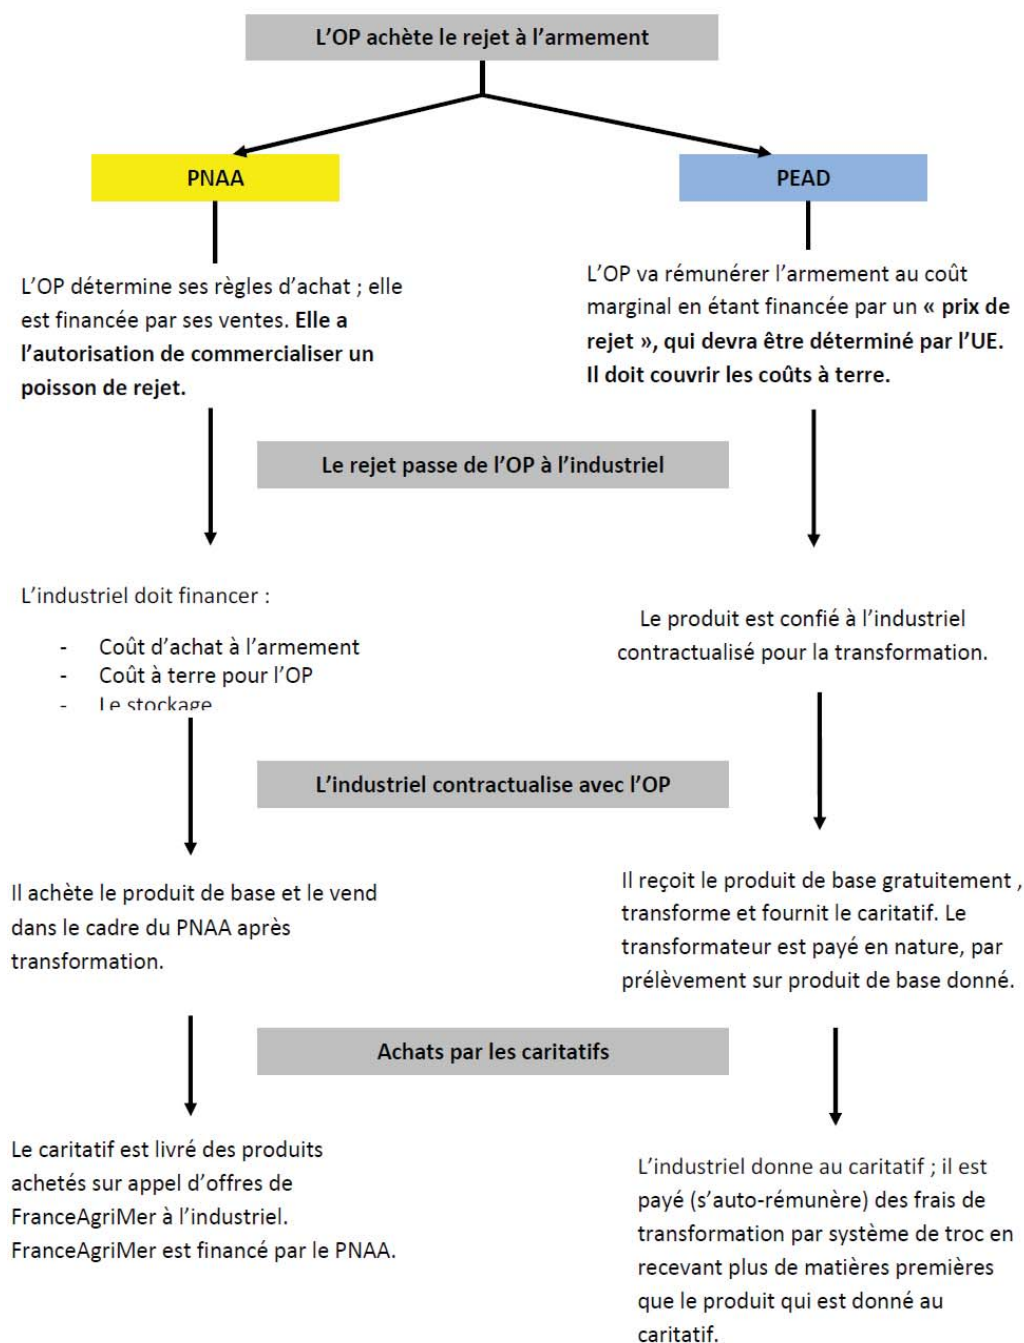 L'OP achète le rejet à l'armement
PNAA
PEAD
L'OP détermine ses règles d'achat ; elle
est financée par ses ventes. Elle a
l'autorisation de commercialiser un
poisson de rejet.
L'OP va rémunérer l'armement au coût
marginal en étant financée par un « prix de
rejet », qui devra être déterminé par l'UE.
Il doit couvrir les coûts à terre.
Le rejet passe de l'OP à l'industriel
L'industriel doit financer :
- Coût d'achat à l'armement
- Coût à terre pour l'OP
- Le stockage
Le produit est confié à l'industriel
contractualisé pour la transformation.
L'industriel contractualise avec l'OP
Il achète le produit de base et le vend
dans le cadre du PNAA après
transformation.
Il reçoit le produit de base gratuitement ,
transforme et fournit le caritatif. Le
transformateur est payé en nature, par
prélèvement sur produit de base donné.
Achats par les caritatifs
Le caritatif est livré des produits
achetés sur appel d'offres de
FranceAgriMer à l'industriel.
FranceAgriMer est financé par le PNAA.
L'industriel donne au caritatif ; il est
payé (s'auto-rémunère) des frais de
transformation par système de troc en
recevant plus de matières premières
que le produit qui est donné au
caritatif.